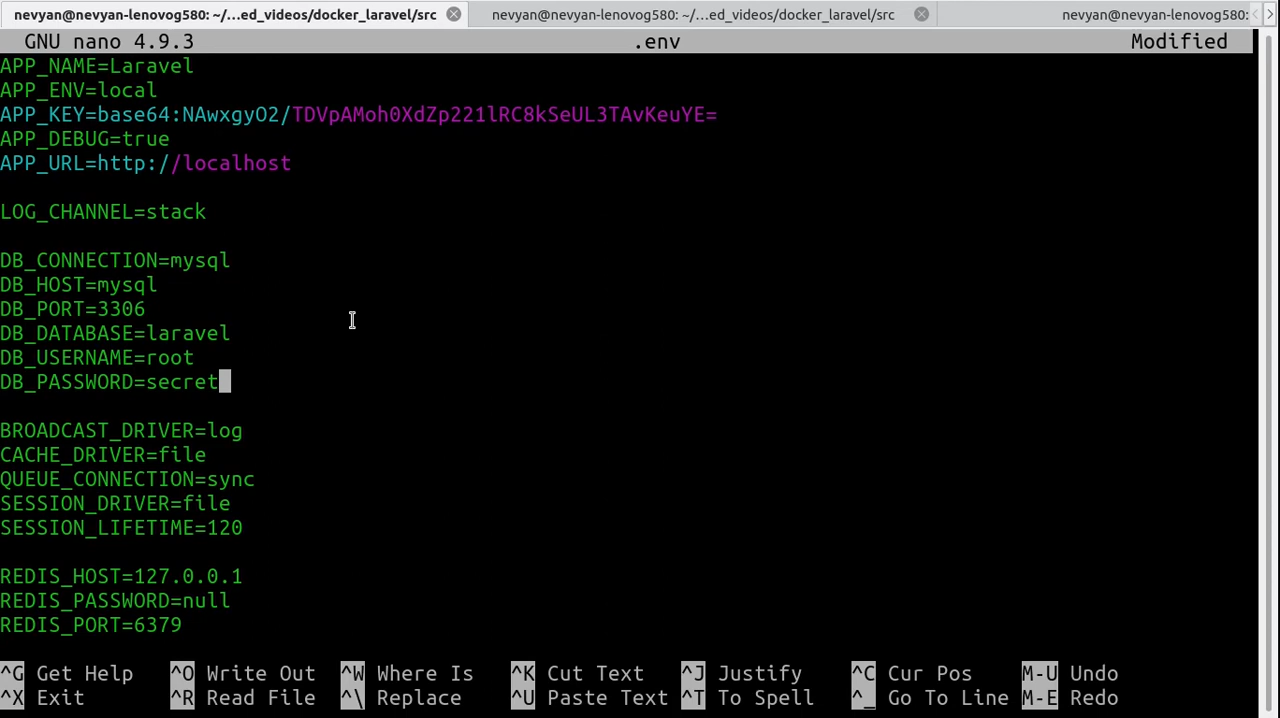 nevyan@nevyan-lenovog580: ~/...ed_videos/docker_laravel/src
nevyan@nevyan-lenovog580: ~/...ed_videos/docker_laravel/src
nevyan@nevyan-lenovog580:
GNU nano 4.9.3 .env Modified
APP_NAME=Laravel
APP_ENV=local
APP_KEY=base64:NAwxgyO2/TDVpAMoh0XdZp221lRC8kSeUL3TAvKeuYE=
APP_DEBUG=true
APP_URL=http://localhost
LOG_CHANNEL=stack
DB_CONNECTION=mysql
DB_HOST=mysql
DB_PORT=3306
DB_DATABASE=laravel
DB_USERNAME=root
DB_PASSWORD=secret
BROADCAST_DRIVER=log
CACHE_DRIVER=file
QUEUE_CONNECTION=sync
SESSION_DRIVER=file
SESSION_LIFETIME=120
REDIS_HOST=127.0.0.1
REDIS_PASSWORD=null
REDIS_PORT=6379
^G Get Help ^O Write Out ^W Where Is ^K Cut Text ^J Justify ^C Cur Pos M-U Undo
^X Exit ^R Read File ^\ Replace ^U Paste Text ^T To Spell ^_ Go To Line M-E Redo